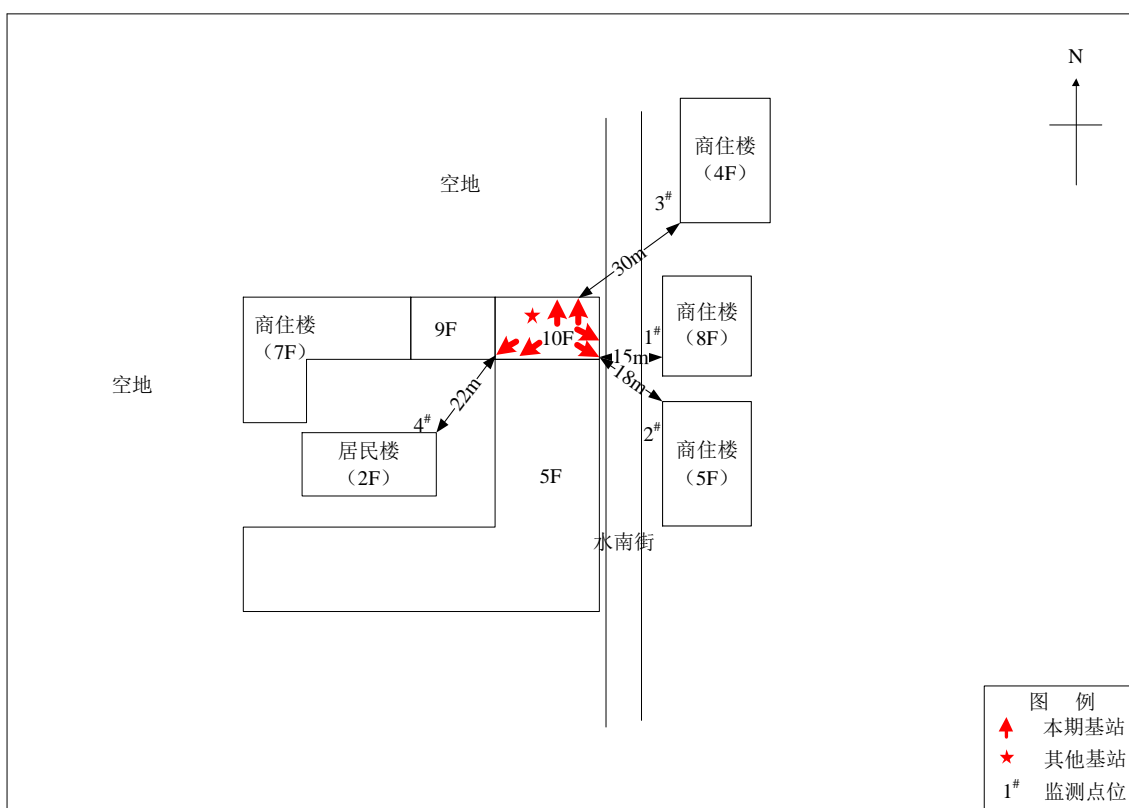 N
商住楼
（4F）
空地
3#
30m
商住楼
（7F）
9F
10F
1#
商住楼
（8F）
15m
18m
空地
22m
4#
2#
居民楼
（2F）
5F
商住楼
（5F）
水南街
图 例
本期基站
其他基站
1# 监测点位